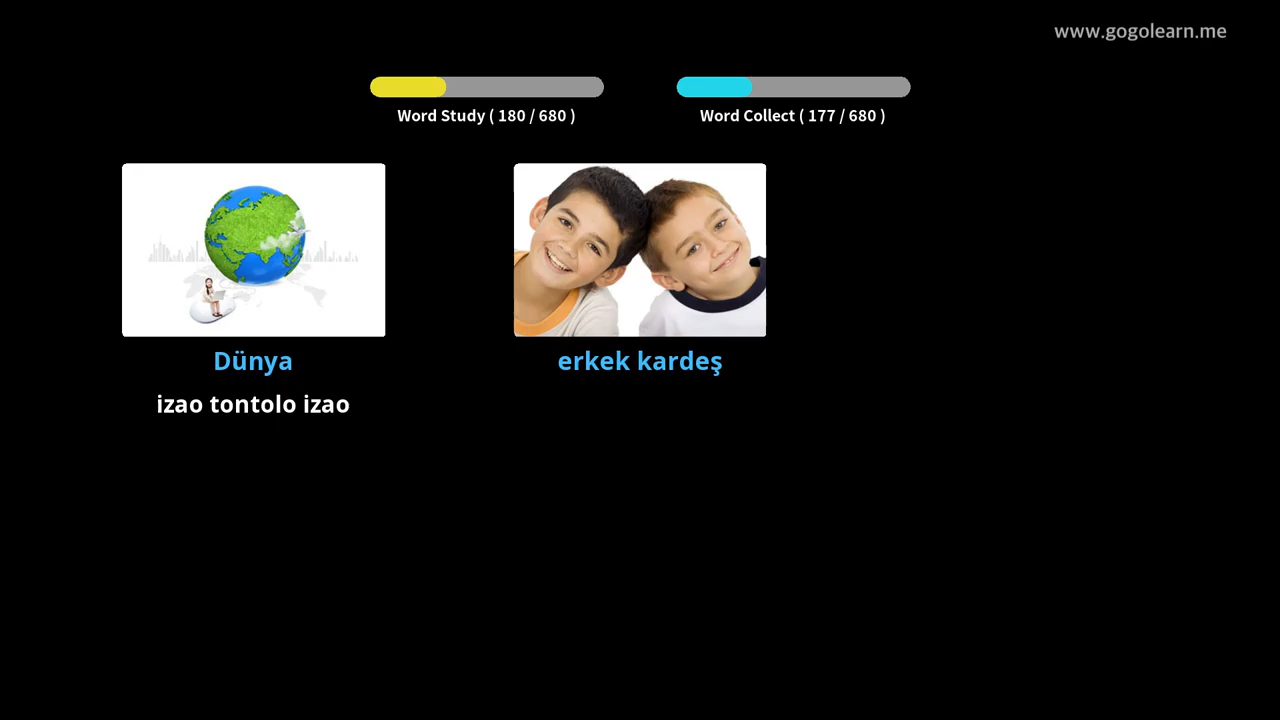 www.gogolearn.me
Word Study ( 180 / 680 )
Word Collect ( 177 / 680 )
Dünya
erkek kardeş
izao tontolo izao